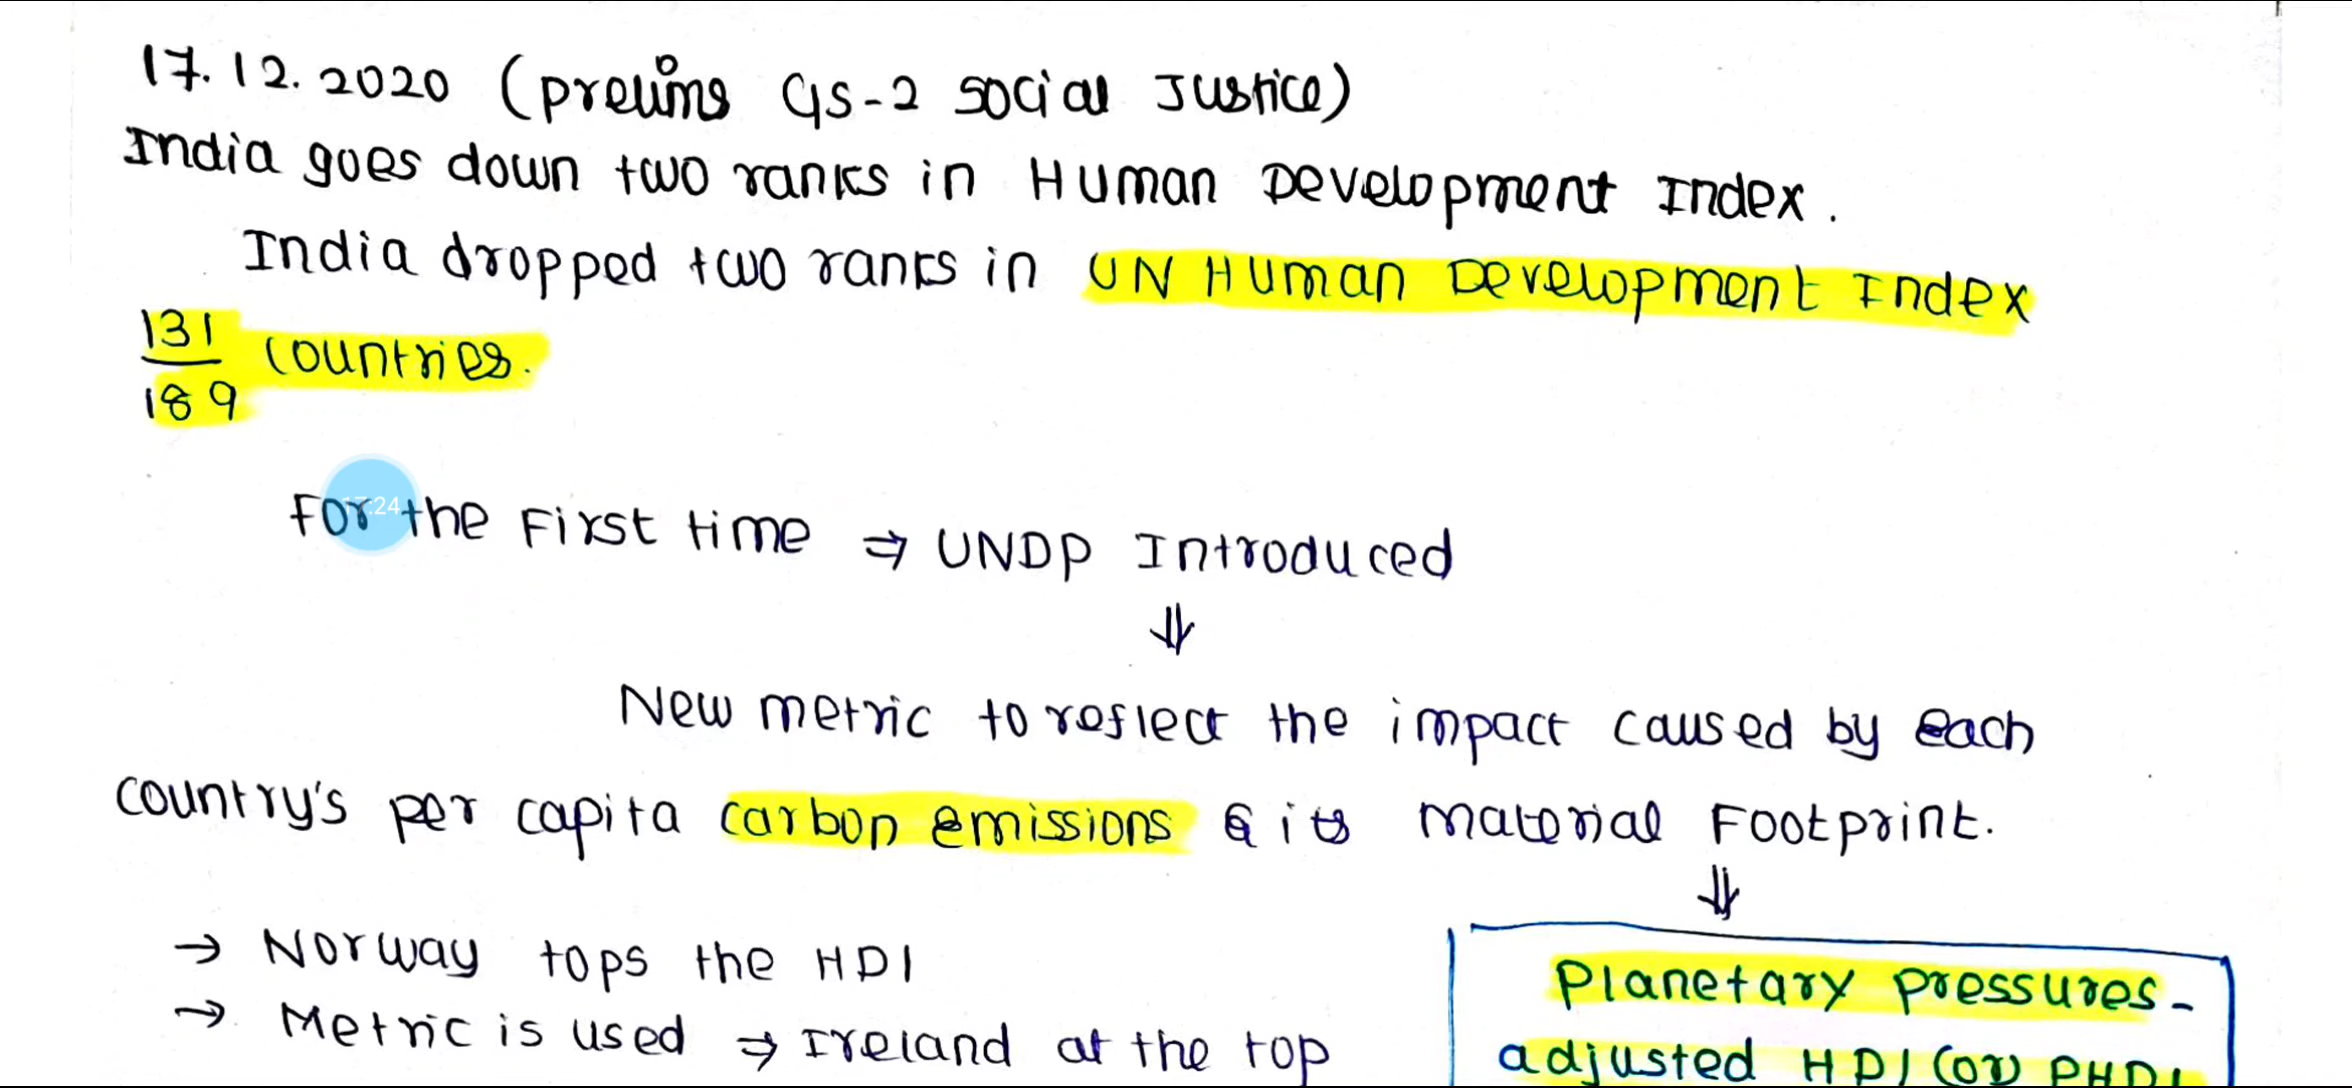 17.12.2020 (prelims GS-2 social Justice)
India goes down two ranks in Human Development Index.
India dropped two ranks in UN Human Development Index
131
189 countries.
17:24
For the First time ⇒ UNDP Introduced
⇓
New metric to reflect the impact caused by each
country's per capita carbon emissions & its material Footprint.
⇓
→ Norway tops the HDI
→ Metric is used ⇒ Ireland at the top
Planetary pressures-
adjusted HDI (or) PHDI